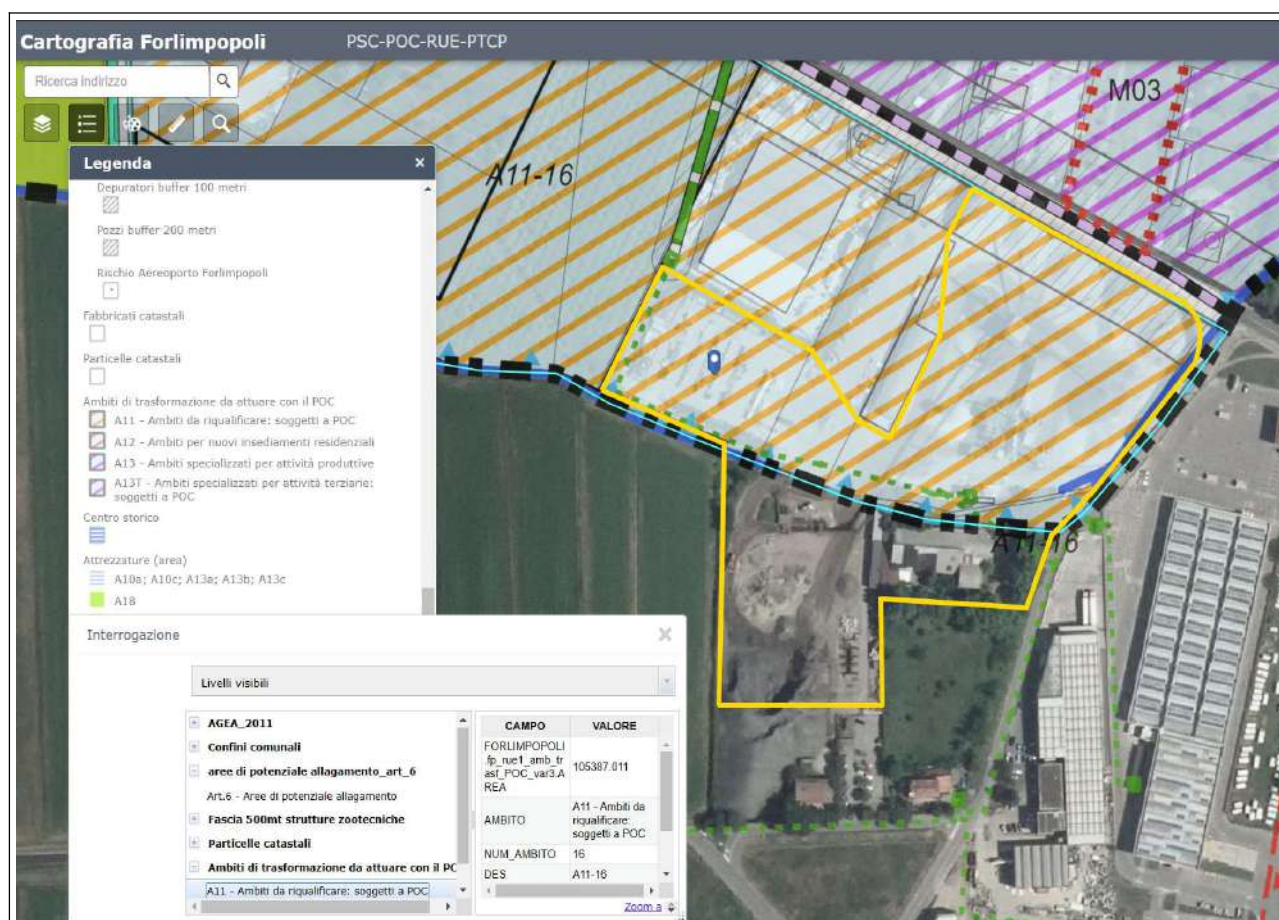 Cartografia Forlimpopoli PSC-POC-RUE-PTCP
Ricerca indirizzo
M03
A11-16
Legenda ×
Depuratori buffer 100 metri
Pozzi buffer 200 metri
Rischio Aereoporto Forlimpopoli
Fabbricati catastali
Particelle catastali
Ambiti di trasformazione da attuare con il POC
A11 - Ambiti da riqualificare: soggetti a POC
A12 - Ambiti per nuovi insediamenti residenziali
A13 - Ambiti specializzati per attività produttive
A13T - Ambiti specializzati per attività terziarie:
soggetti a POC
Centro storico
Attrezzature (area)
A10a; A10c; A13a; A13b; A13c
A18
A11-16
Interrogazione
Livelli visibili
AGEA_2011
Confini comunali
aree di potenziale allagamento_art_6
Art.6 - Aree di potenziale allagamento
Fascia 500mt strutture zootecniche
Particelle catastali
Ambiti di trasformazione da attuare con il PC
A11 - Ambiti da riqualificare: soggetti a POC
CAMPO VALORE
FORLIMPOPOLI
.fp_rue1_amb_tr
asf_POC_var3.A
REA
105387.011
AMBITO
A11 - Ambiti da
riqualificare:
soggetti a POC
NUM_AMBITO 16
DES A11-16
Zoom a